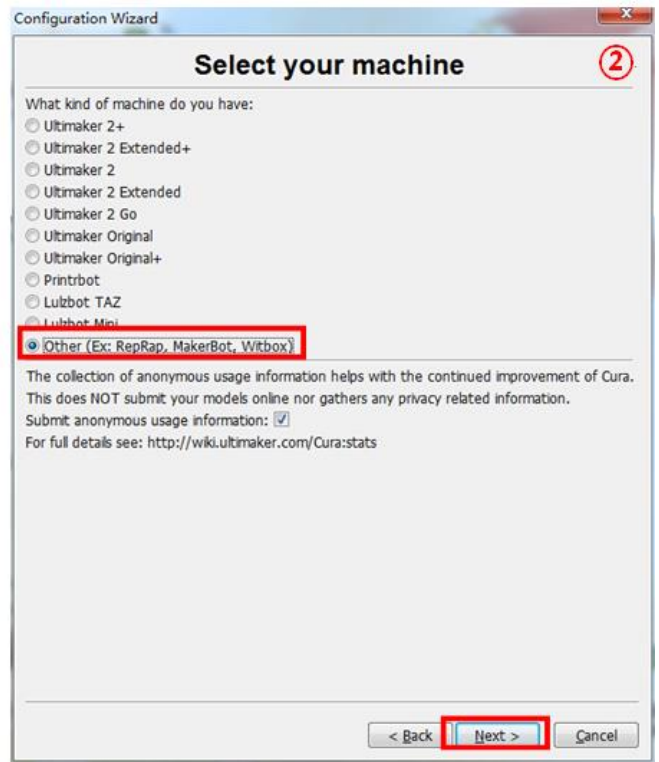 Configuration Wizard
Select your machine
②
What kind of machine do you have:
Ultimaker 2+
Ultimaker 2 Extended+
Ultimaker 2
Ultimaker 2 Extended
Ultimaker 2 Go
Ultimaker Original
Ultimaker Original+
Printrbot
Lulzbot TAZ
Lulzbot Mini
Other (Ex: RepRap, MakerBot, Witbox)
The collection of anonymous usage information helps with the continued improvement of Cura.
This does NOT submit your models online nor gathers any privacy related information.
Submit anonymous usage information:
For full details see: http://wiki.ultimaker.com/Cura:stats
< Back Next > Cancel